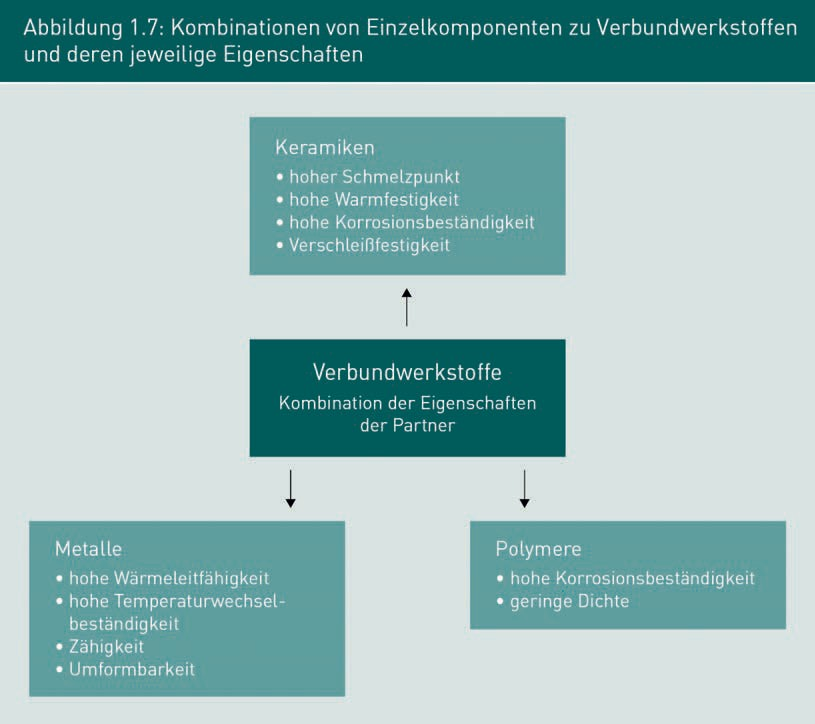 Abbildung 1.7: Kombinationen von Einzelkomponenten zu Verbundwerkstoffen
und deren jeweilige Eigenschaften
Keramiken
• hoher Schmelzpunkt
• hohe Warmfestigkeit
• hohe Korrosionsbeständigkeit
• Verschleißfestigkeit
Verbundwerkstoffe
Kombination der Eigenschaften
der Partner
Metalle
• hohe Wärmeleitfähigkeit
• hohe Temperaturwechsel-
beständigkeit
• Zähigkeit
• Umformbarkeit
Polymere
• hohe Korrosionsbeständigkeit
• geringe Dichte